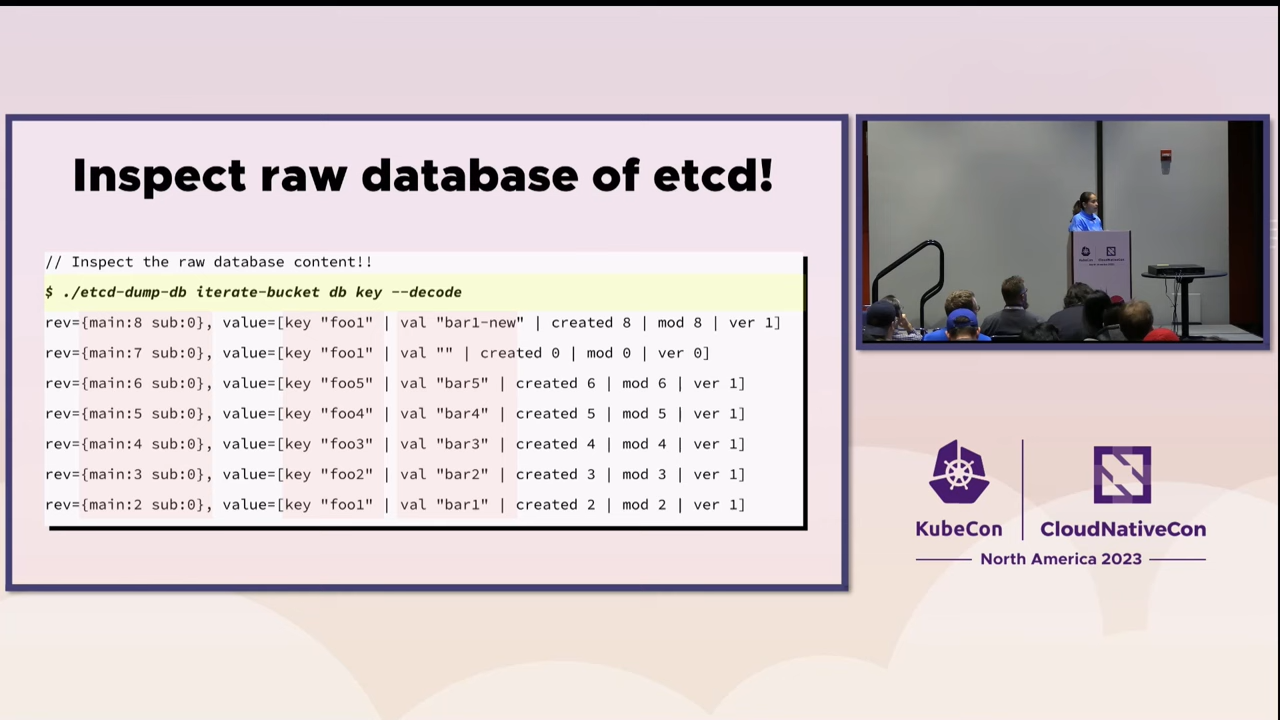 Inspect raw database of etcd!
// Inspect the raw database content!!
$ ./etcd-dump-db iterate-bucket db key --decode
rev={main:8 sub:0}, value=[key "foo1" | val "bar1-new" | created 8 | mod 8 | ver 1]
rev={main:7 sub:0}, value=[key "foo1" | val "" | created 0 | mod 0 | ver 0]
rev={main:6 sub:0}, value=[key "foo5" | val "bar5" | created 6 | mod 6 | ver 1]
rev={main:5 sub:0}, value=[key "foo4" | val "bar4" | created 5 | mod 5 | ver 1]
rev={main:4 sub:0}, value=[key "foo3" | val "bar3" | created 4 | mod 4 | ver 1]
rev={main:3 sub:0}, value=[key "foo2" | val "bar2" | created 3 | mod 3 | ver 1]
rev={main:2 sub:0}, value=[key "foo1" | val "bar1" | created 2 | mod 2 | ver 1]
KubeCon
CloudNativeCon
North America 2023